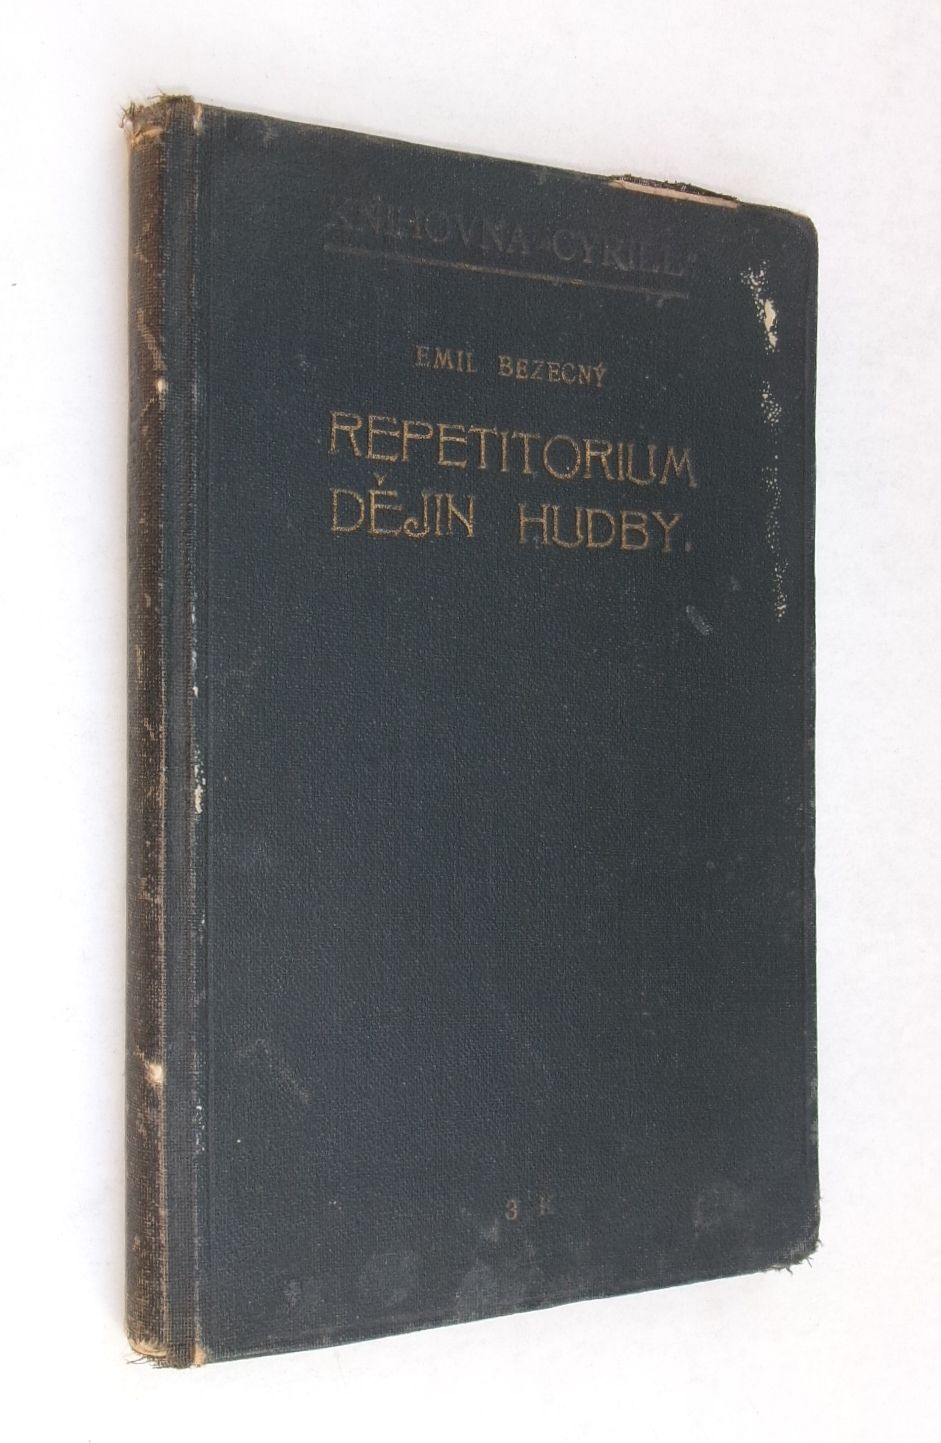 KNIHOVNA „CYRILL“
EMIL BEZECNÝ
REPETITORIUM
DĚJIN HUDBY.
3 K